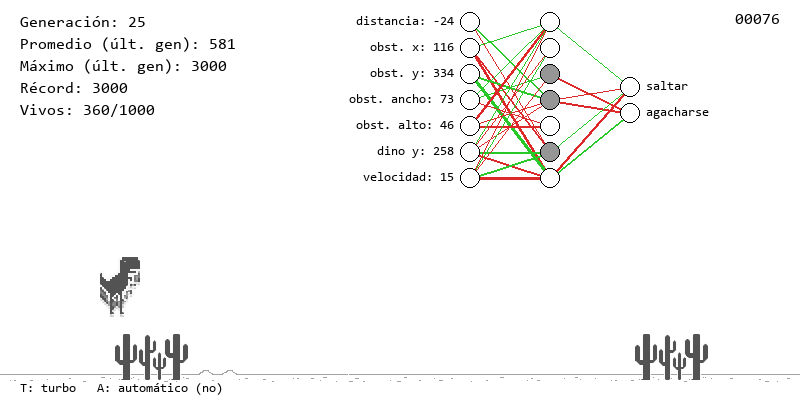 Generación: 25
Promedio (últ. gen): 581
Máximo (últ. gen): 3000
Récord: 3000
Vivos: 360/1000
distancia: -24
obst. x: 116
obst. y: 334
obst. ancho: 73
obst. alto: 46
dino y: 258
velocidad: 15
saltar
agacharse
00076
T: turbo   A: automático (no)